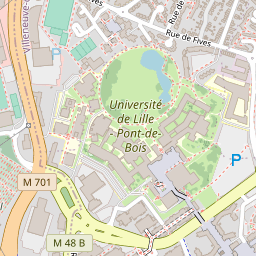 Rue de
Rue de Fives
Fives
Villeneuve-
Université
de Lille
- Pont-de-
Bois
P
M 701
M 48 B